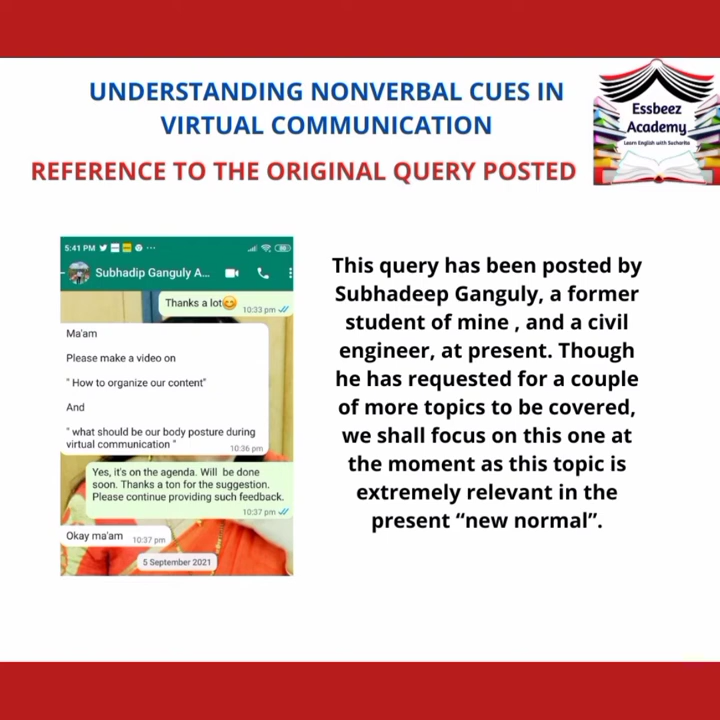 UNDERSTANDING NONVERBAL CUES IN
VIRTUAL COMMUNICATION
REFERENCE TO THE ORIGINAL QUERY POSTED
Essbeez
Academy
Learn English with Sucharita
5:41 PM
Subhadip Ganguly A...
Thanks a lot😊
10:33 pm
Ma'am
Please make a video on
" How to organize our content"
And
" what should be our body posture during
virtual communication "
10:36 pm
Yes, it's on the agenda. Will be done
soon. Thanks a ton for the suggestion.
Please continue providing such feedback.
10:37 pm
Okay ma'am 10:37 pm
5 September 2021
This query has been posted by
Subhadeep Ganguly, a former
student of mine , and a civil
engineer, at present. Though
he has requested for a couple
of more topics to be covered,
we shall focus on this one at
the moment as this topic is
extremely relevant in the
present “new normal”.